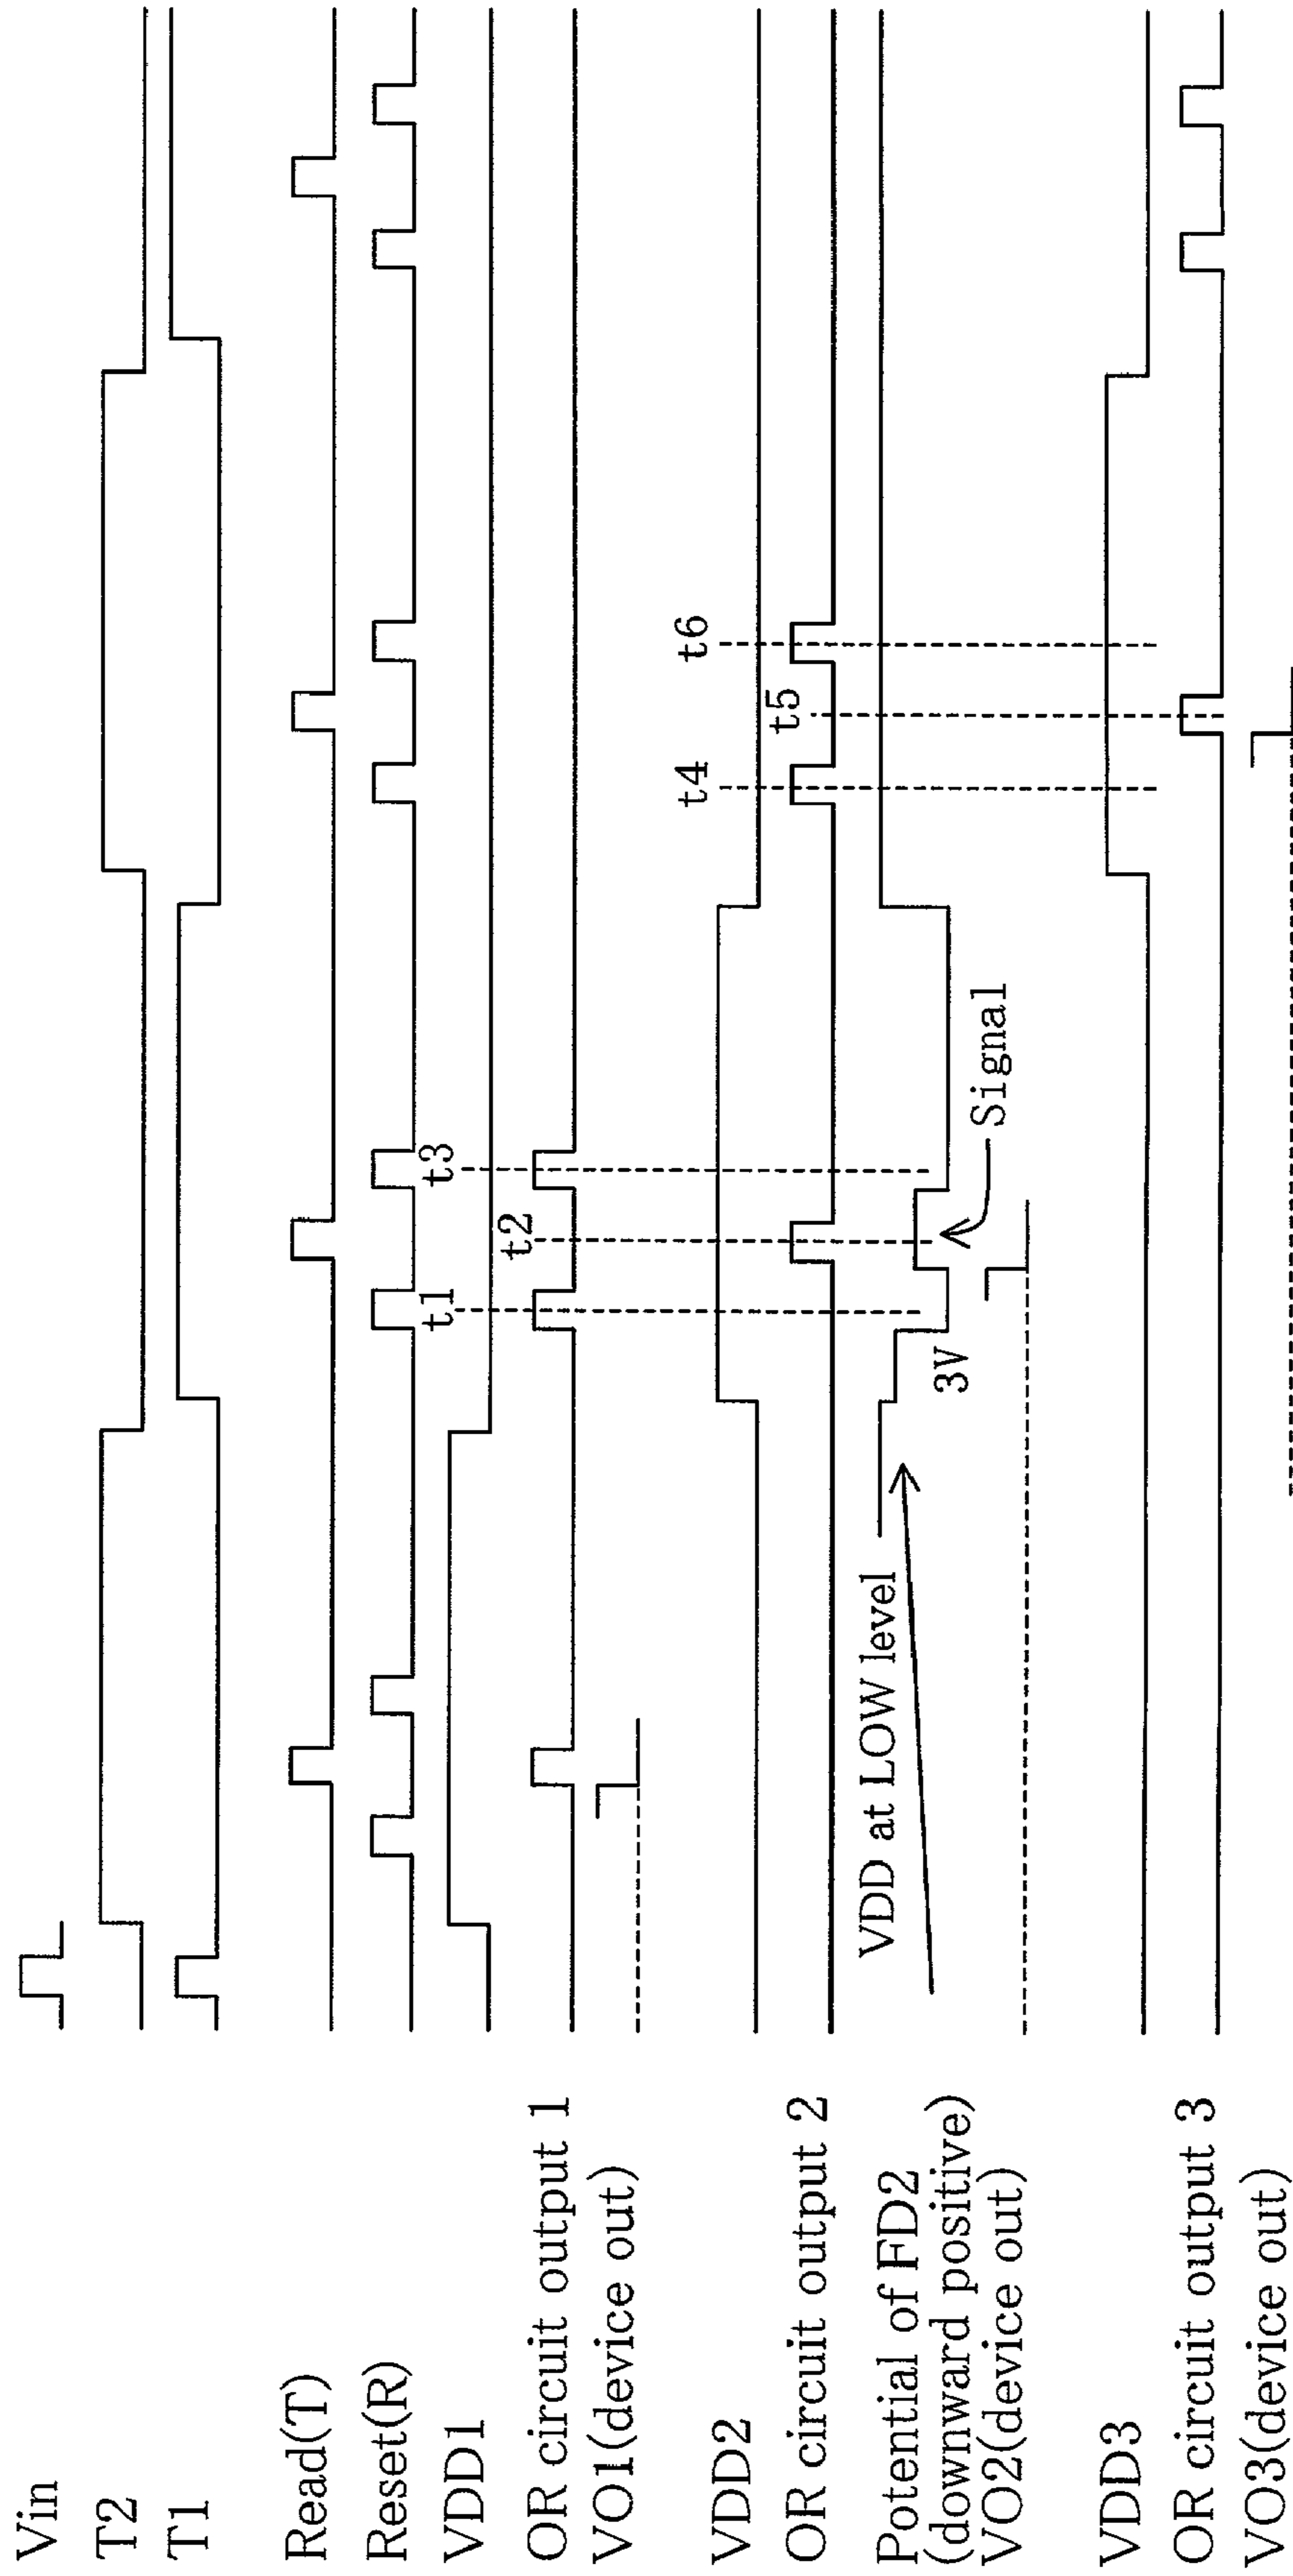 Vin
T2
T1
Read(T)
Reset(R)
VDD1
t1
t3
OR circuit output 1
t2
VO1(device out)
VDD2
t4
t6
OR circuit output 2
t5
VDD at LOW level
Potential of FD2
(downward positive)
3V
Signal
VO2(device out)
VDD3
OR circuit output 3
VO3(device out)